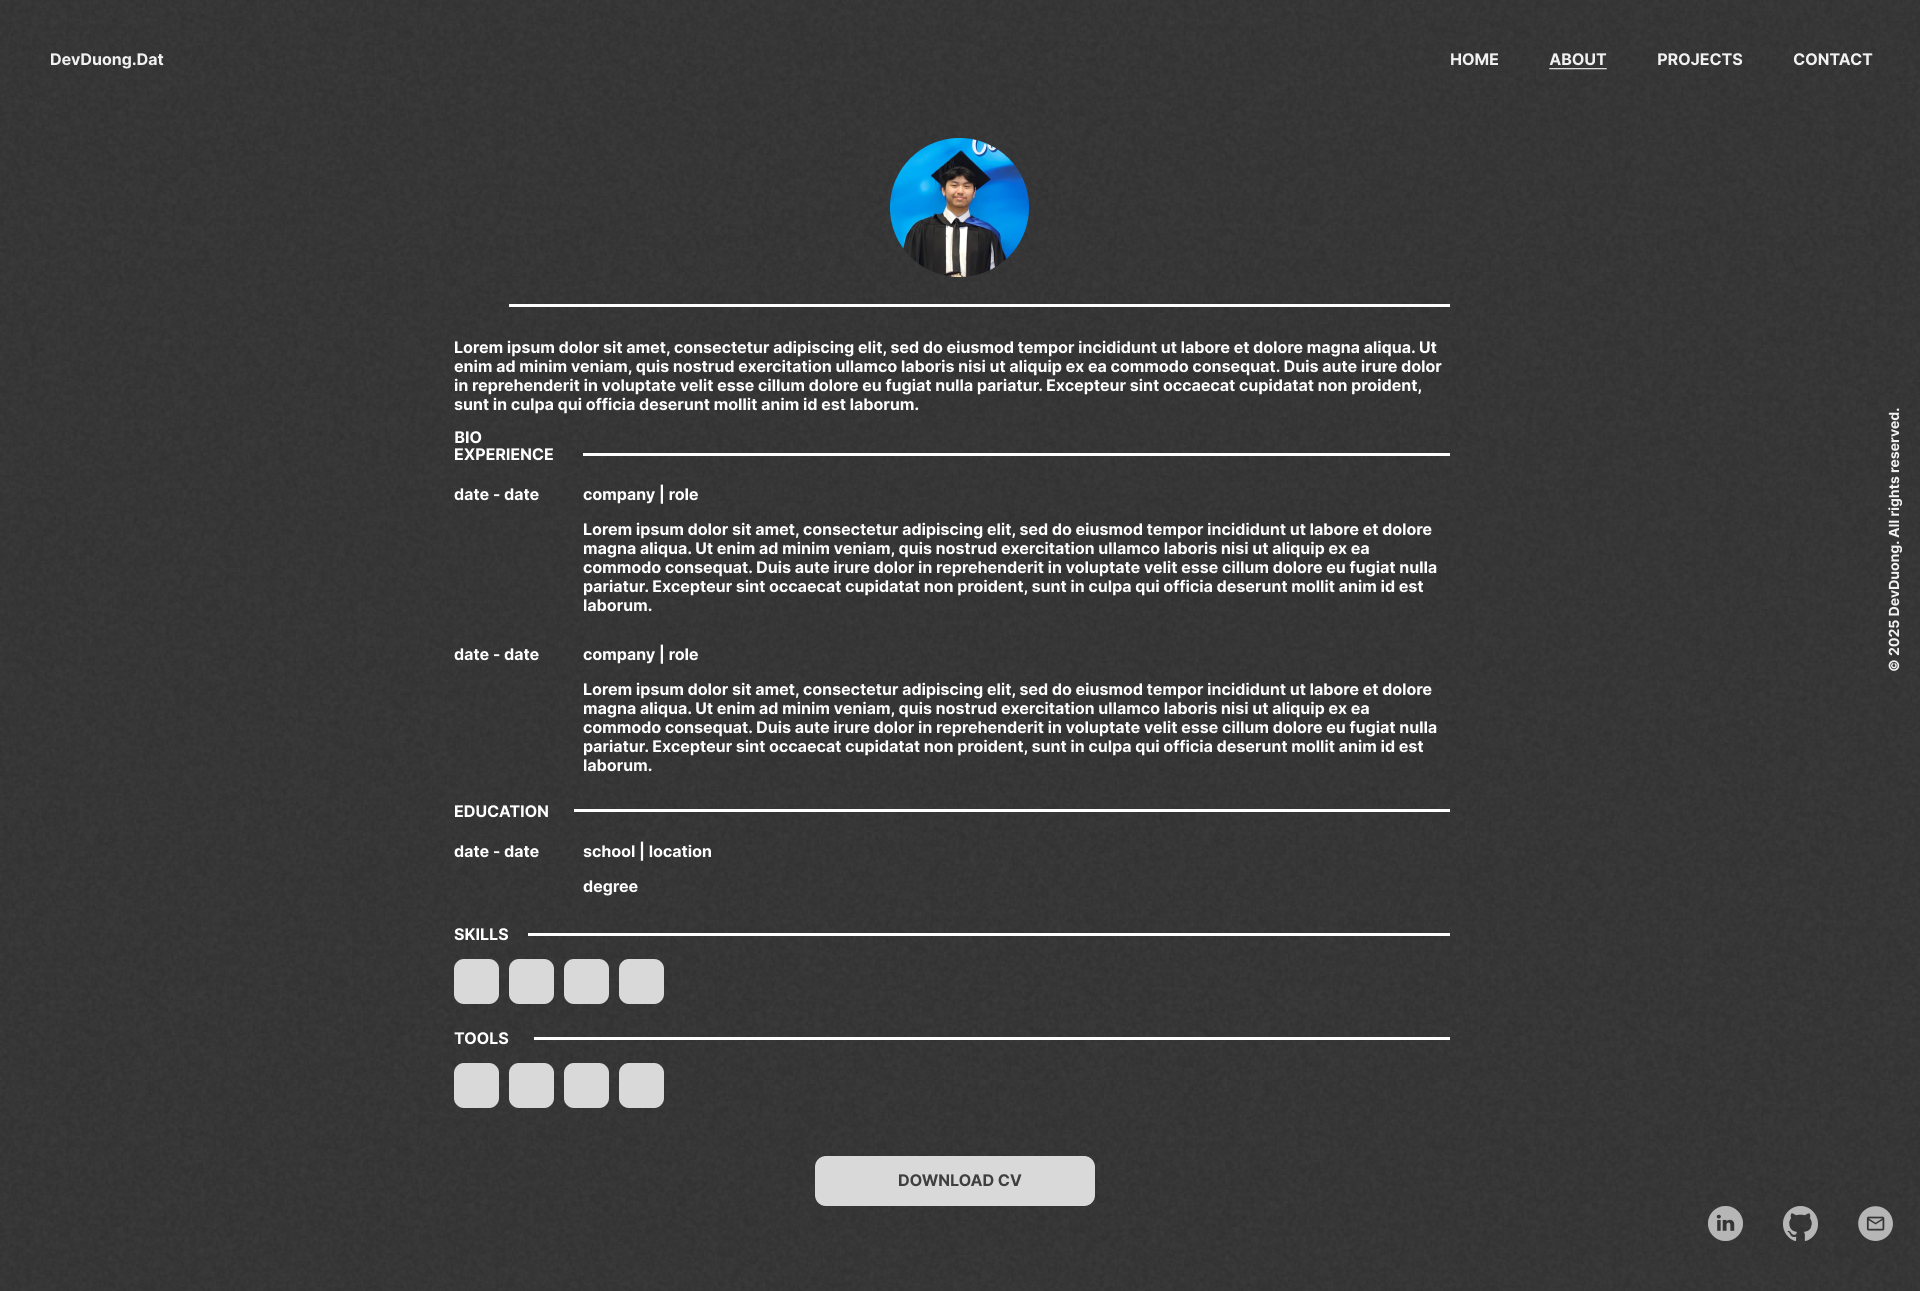 DevDuong.Dat
HOME
ABOUT
PROJECTS
CONTACT
Lorem ipsum dolor sit amet, consectetur adipiscing elit, sed do eiusmod tempor incididunt ut labore et dolore magna aliqua. Ut
enim ad minim veniam, quis nostrud exercitation ullamco laboris nisi ut aliquip ex ea commodo consequat. Duis aute irure dolor
in reprehenderit in voluptate velit esse cillum dolore eu fugiat nulla pariatur. Excepteur sint occaecat cupidatat non proident,
sunt in culpa qui officia deserunt mollit anim id est laborum.
BIO
EXPERIENCE
date - date
company | role
Lorem ipsum dolor sit amet, consectetur adipiscing elit, sed do eiusmod tempor incididunt ut labore et dolore
magna aliqua. Ut enim ad minim veniam, quis nostrud exercitation ullamco laboris nisi ut aliquip ex ea
commodo consequat. Duis aute irure dolor in reprehenderit in voluptate velit esse cillum dolore eu fugiat nulla
pariatur. Excepteur sint occaecat cupidatat non proident, sunt in culpa qui officia deserunt mollit anim id est
laborum.
date - date
company | role
Lorem ipsum dolor sit amet, consectetur adipiscing elit, sed do eiusmod tempor incididunt ut labore et dolore
magna aliqua. Ut enim ad minim veniam, quis nostrud exercitation ullamco laboris nisi ut aliquip ex ea
commodo consequat. Duis aute irure dolor in reprehenderit in voluptate velit esse cillum dolore eu fugiat nulla
pariatur. Excepteur sint occaecat cupidatat non proident, sunt in culpa qui officia deserunt mollit anim id est
laborum.
EDUCATION
date - date
school | location
degree
SKILLS
TOOLS
DOWNLOAD CV
© 2025 DevDuong. All rights reserved.
in